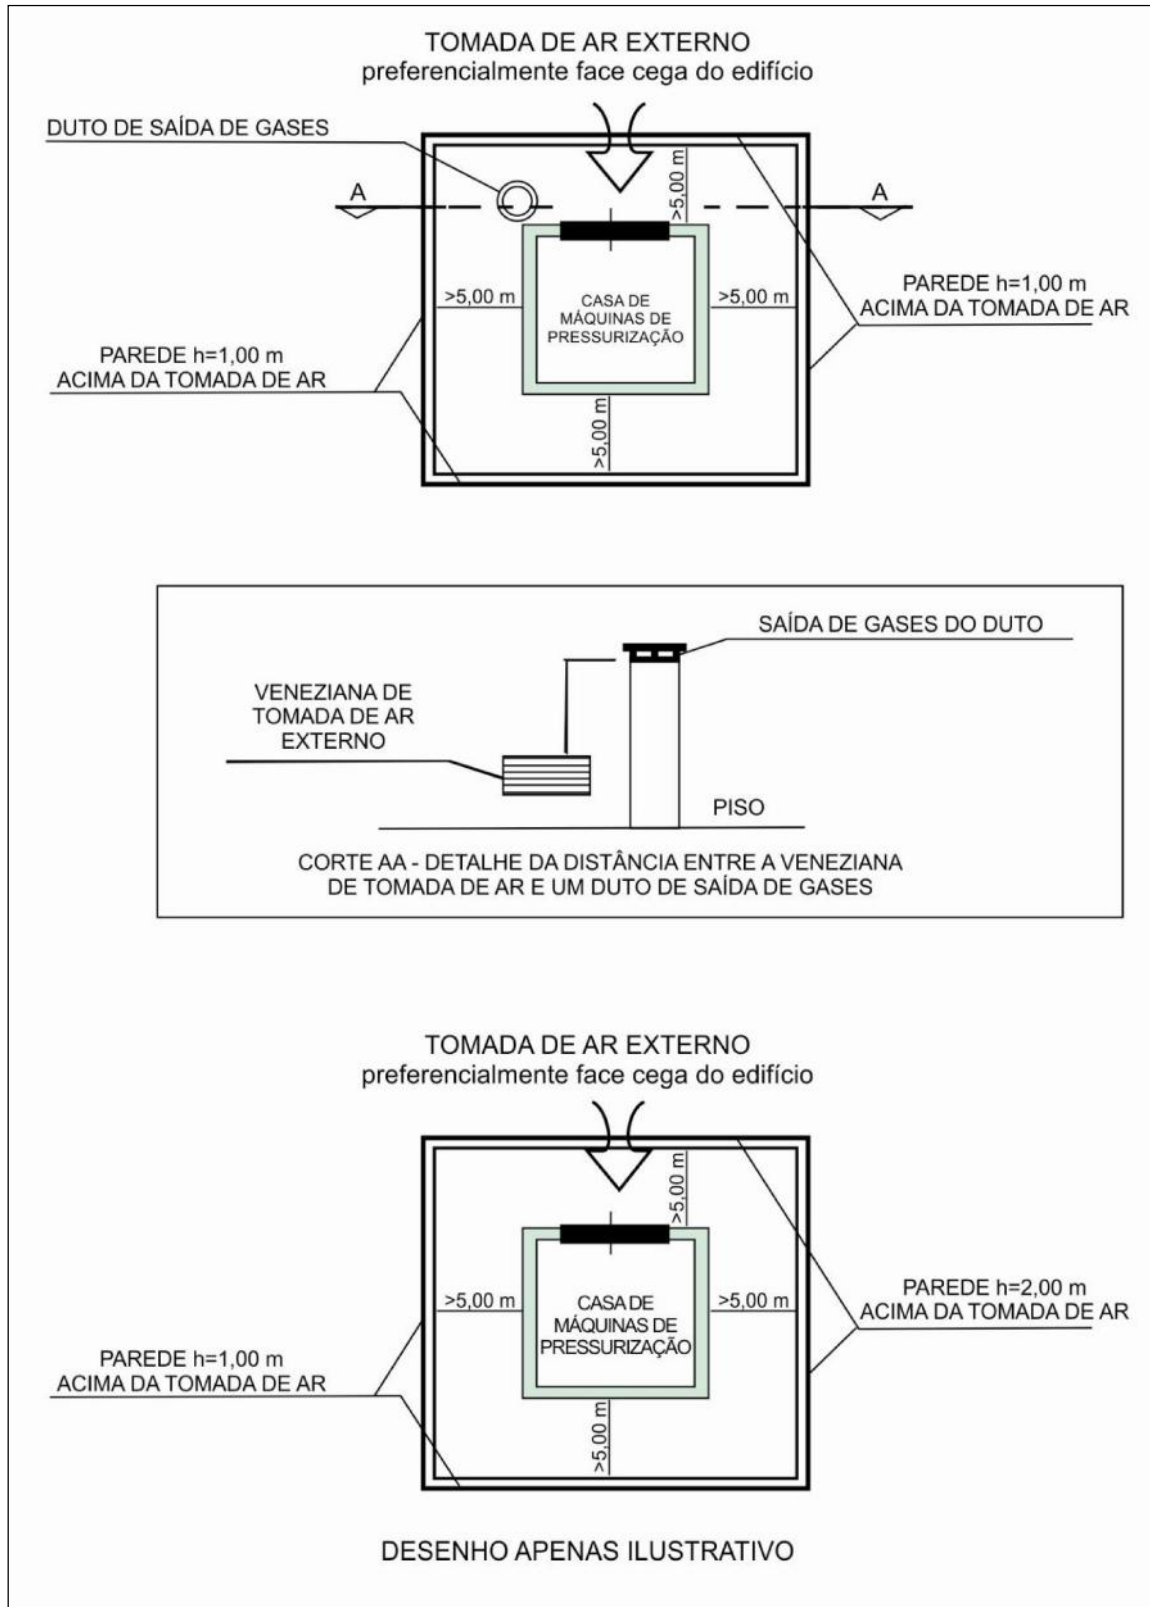 TOMADA DE AR EXTERNO
preferencialmente face cega do edifício
DUTO DE SAÍDA DE GASES
A
A
>5,00 m
>5,00 m
CASA DE
MÁQUINAS DE
PRESSURIZAÇÃO
>5,00 m
PAREDE h=1,00 m
ACIMA DA TOMADA DE AR
PAREDE h=1,00 m
ACIMA DA TOMADA DE AR
>5,00 m
SAÍDA DE GASES DO DUTO
VENEZIANA DE
TOMADA DE AR
EXTERNO
PISO
CORTE AA - DETALHE DA DISTÂNCIA ENTRE A VENEZIANA
DE TOMADA DE AR E UM DUTO DE SAÍDA DE GASES
TOMADA DE AR EXTERNO
preferencialmente face cega do edifício
>5,00 m
>5,00 m
CASA DE
MÁQUINAS DE
PRESSURIZAÇÃO
>5,00 m
PAREDE h=2,00 m
ACIMA DA TOMADA DE AR
PAREDE h=1,00 m
ACIMA DA TOMADA DE AR
>5,00 m
DESENHO APENAS ILUSTRATIVO